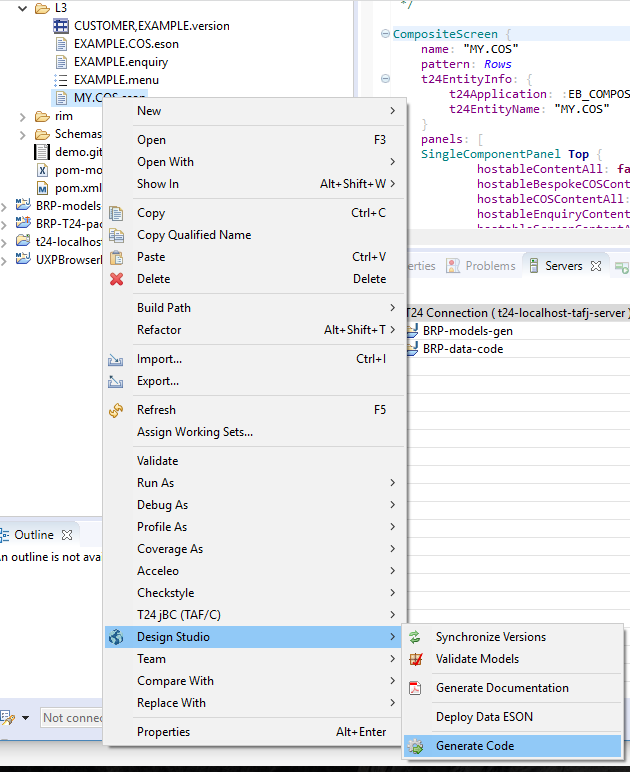 L3
CUSTOMER,EXAMPLE.version
EXAMPLE.COS.eson
EXAMPLE.enquiry
EXAMPLE.menu
MY.COS.eson
rim
Schemas
demo.git
pom-mo
pom.xml
BRP-models
BRP-T24-pac
t24-localhost
UXPBrowserI
*/
CompositeScreen {
name: "MY.COS"
pattern: Rows
t24EntityInfo: {
t24Application: :EB_COMPOS
t24EntityName: "MY.COS"
}
panels: [
SingleComponentPanel Top {
hostableContentAll: fa
hostableBespokeCOSCont
hostableCOSContentAll:
hostableEnquiryContent
hostableScreenContentA
New
Open F3
Open With
Show In Alt+Shift+W
Copy Ctrl+C
Copy Qualified Name
Paste Ctrl+V
Delete Delete
Build Path
Refactor Alt+Shift+T
Import... Ctrl+I
Export...
Refresh F5
Assign Working Sets...
Validate
Run As
Debug As
Profile As
Coverage As
Acceleo
Checkstyle
T24 jBC (TAF/C)
Design Studio
Team
Compare With
Replace With
Properties Alt+Enter
erties Problems Servers
T24 Connection ( t24-localhost-tafj-server )
BRP-models-gen
BRP-data-code
Outline
n outline is not ava
Not connec
Synchronize Versions
Validate Models
Generate Documentation
Deploy Data ESON
Generate Code